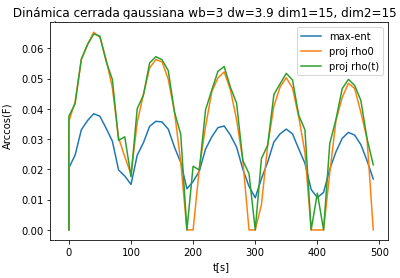 Dinámica cerrada gaussiana wb=3 dw=3.9 dim1=15, dim2=15
max-ent
proj rho0
proj rho(t)
Arccos(F)
0.06
0.05
0.04
0.03
0.02
0.01
0.00
0
100
200
300
400
500
t[s]